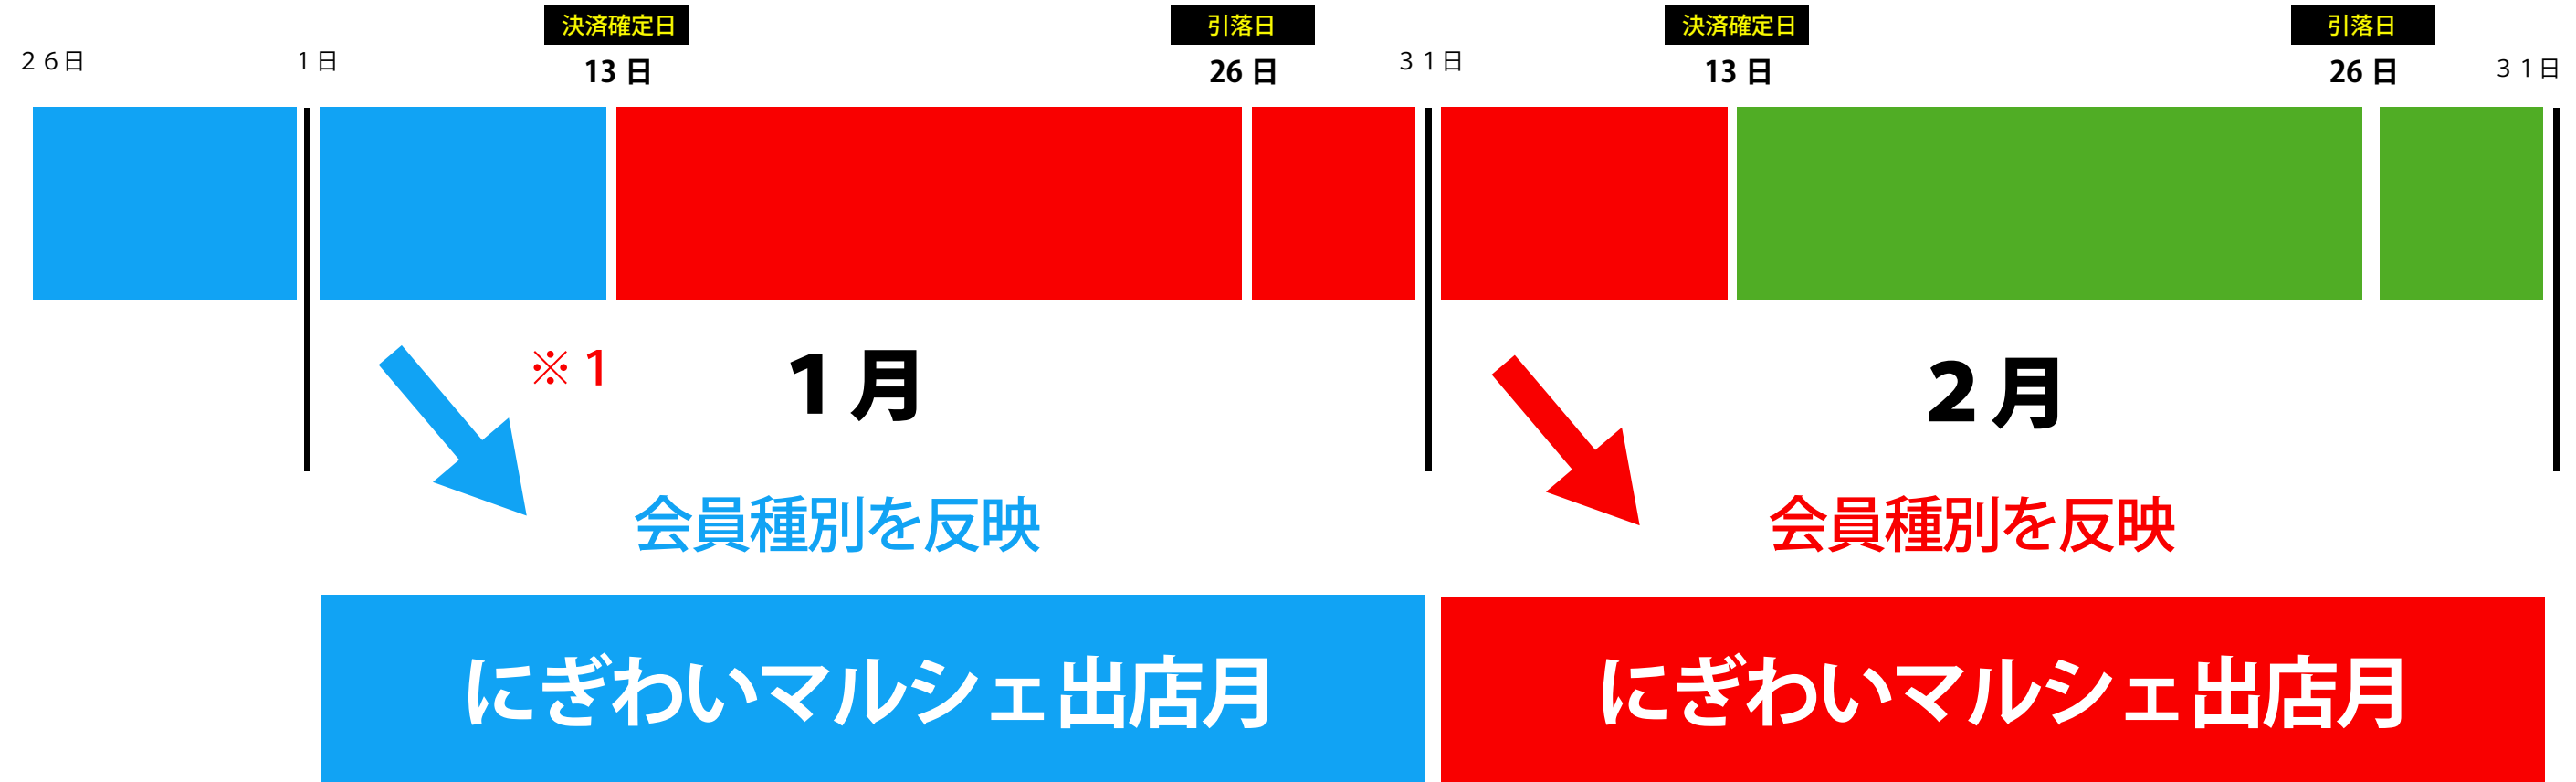 決済確定日
引落日
決済確定日
引落日
２６日
１日
13 日
26 日
３１日
13 日
26 日
３１日
※１
1 月
2 月
会員種別を反映
会員種別を反映
にぎわいマルシェ出店月
にぎわいマルシェ出店月